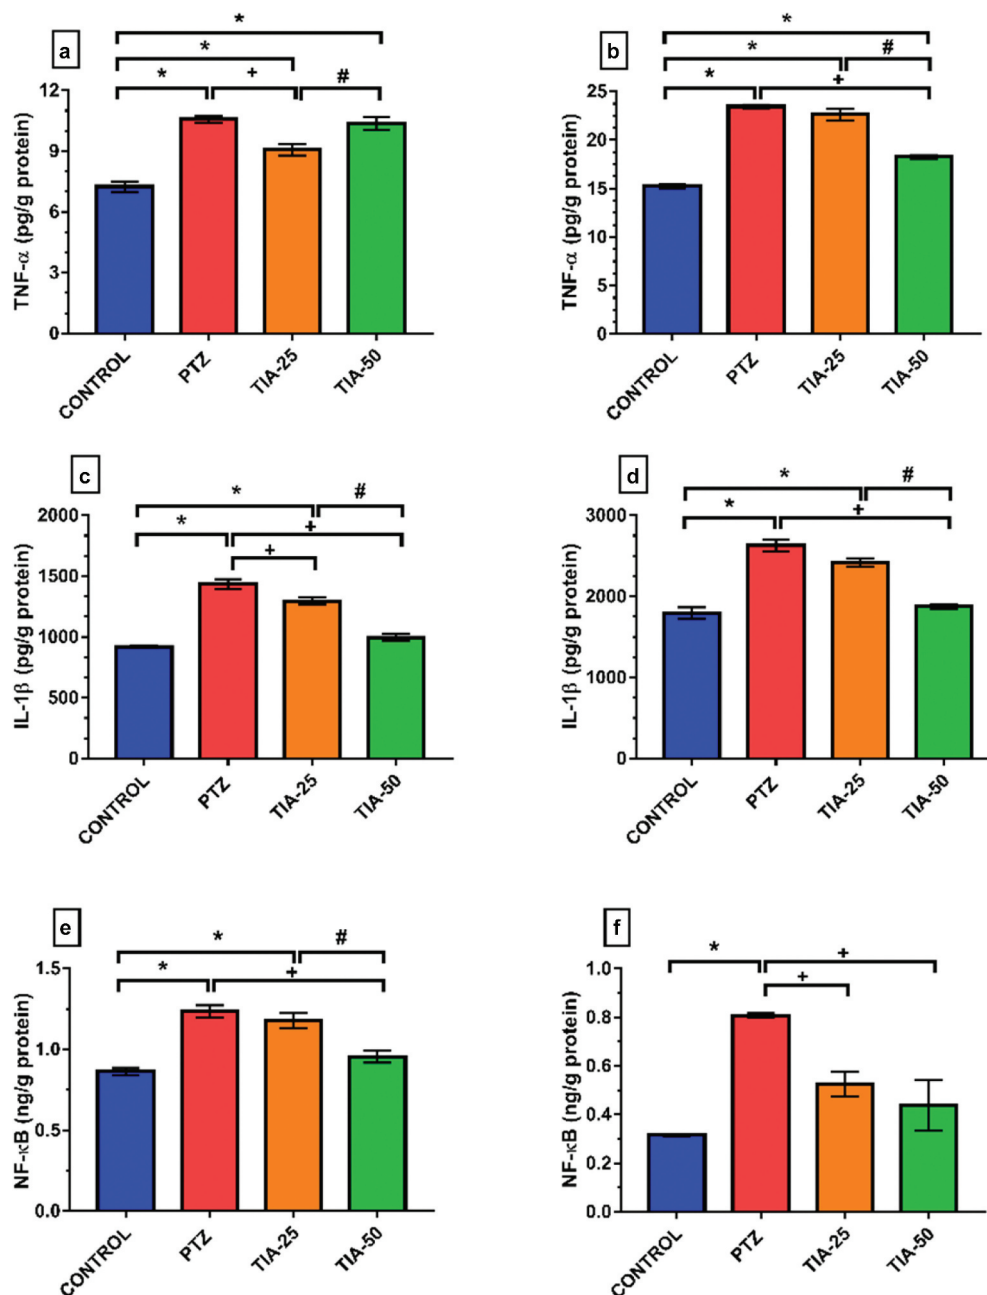 a
*
*
* + #
TNF-α (pg/g protein)
12
9
6
3
0
CONTROL PTZ TIA-25 TIA-50
b
*
* #
* +
TNF-α (pg/g protein)
25
20
15
10
5
0
CONTROL PTZ TIA-25 TIA-50
c
* #
* +
+
IL-1β (pg/g protein)
2000
1500
1000
500
0
CONTROL PTZ TIA-25 TIA-50
d
* #
* +
IL-1β (pg/g protein)
3000
2000
1000
0
CONTROL PTZ TIA-25 TIA-50
e
* #
* +
NF-κB (ng/g protein)
1.5
1.0
0.5
0.0
CONTROL PTZ TIA-25 TIA-50
f
* +
+
NF-κB (ng/g protein)
1.0
0.8
0.6
0.4
0.2
0.0
CONTROL PTZ TIA-25 TIA-50